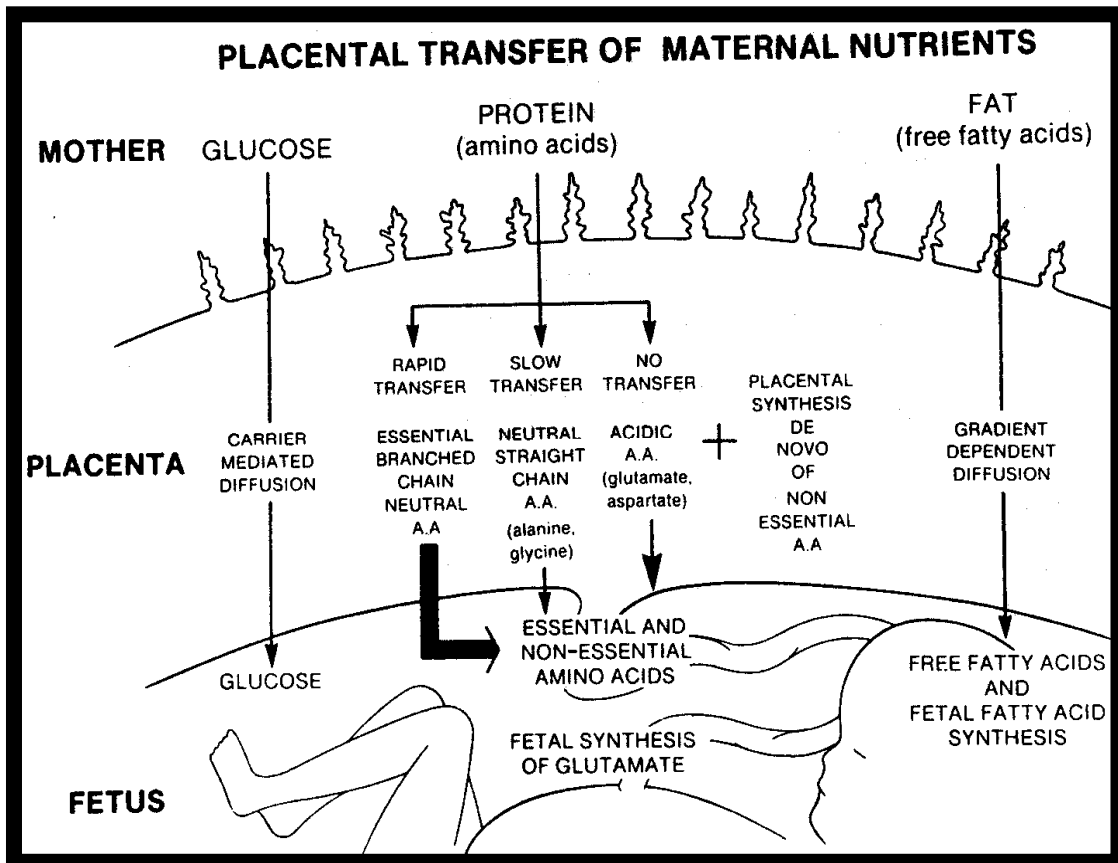 PLACENTAL TRANSFER OF MATERNAL NUTRIENTS
MOTHER
GLUCOSE
PROTEIN
(amino acids)
FAT
(free fatty acids)
RAPID
TRANSFER
SLOW
TRANSFER
NO
TRANSFER
PLACENTA
CARRIER
MEDIATED
DIFFUSION
ESSENTIAL
BRANCHED
CHAIN
NEUTRAL
A.A
NEUTRAL
STRAIGHT
CHAIN
A.A.
(alanine,
glycine)
ACIDIC
A.A.
(glutamate,
aspartate)
+
PLACENTAL
SYNTHESIS
DE
NOVO
OF
NON
ESSENTIAL
A.A
GRADIENT
DEPENDENT
DIFFUSION
FETUS
GLUCOSE
ESSENTIAL AND
NON-ESSENTIAL
AMINO ACIDS
FETAL SYNTHESIS
OF GLUTAMATE
FREE FATTY ACIDS
AND
FETAL FATTY ACID
SYNTHESIS